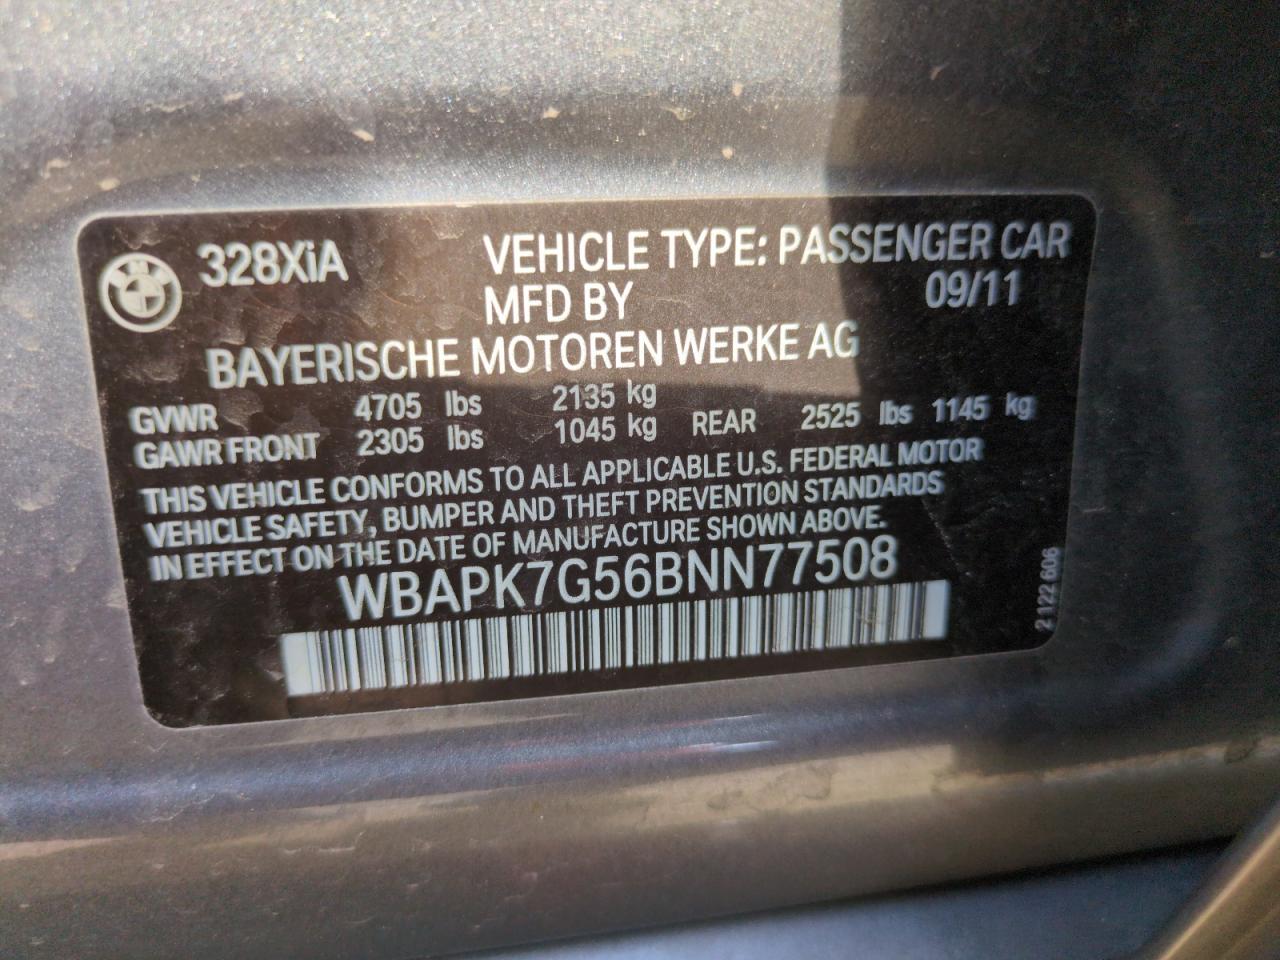 328XiA VEHICLE TYPE: PASSENGER CAR
MFD BY 09/11
BAYERISCHE MOTOREN WERKE AG
GVWR 4705 lbs 2135 kg
GAWR FRONT 2305 lbs 1045 kg REAR 2525 lbs 1145 kg
THIS VEHICLE CONFORMS TO ALL APPLICABLE U.S. FEDERAL MOTOR
VEHICLE SAFETY, BUMPER AND THEFT PREVENTION STANDARDS
IN EFFECT ON THE DATE OF MANUFACTURE SHOWN ABOVE.
WBAPK7G56BNN77508
2122606